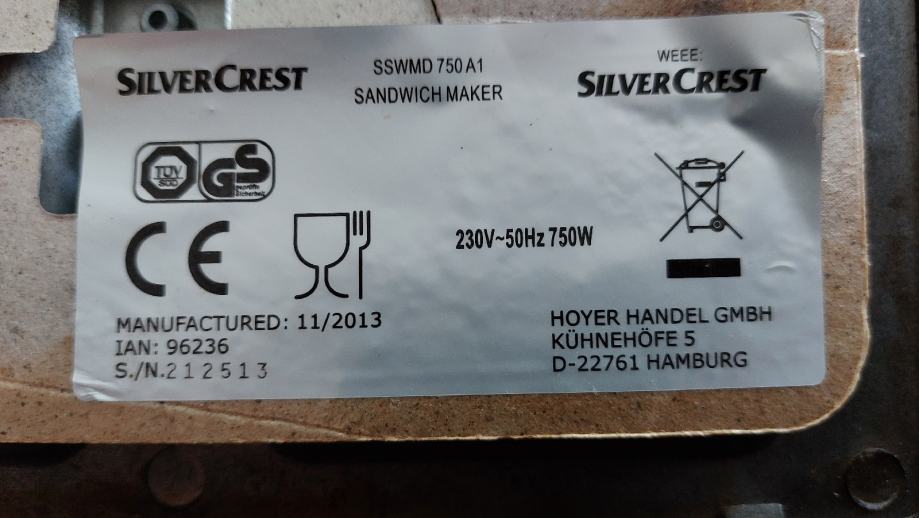 SILVERCREST
SSWMD 750 A1
SANDWICH MAKER
WEEE:
SILVERCREST
TÜV
SÜD
GS
geprüfte
Sicherheit
CE
230V~50Hz 750W
MANUFACTURED: 11/2013
IAN: 96236
S./N.212513
HOYER HANDEL GMBH
KÜHNEHÖFE 5
D-22761 HAMBURG